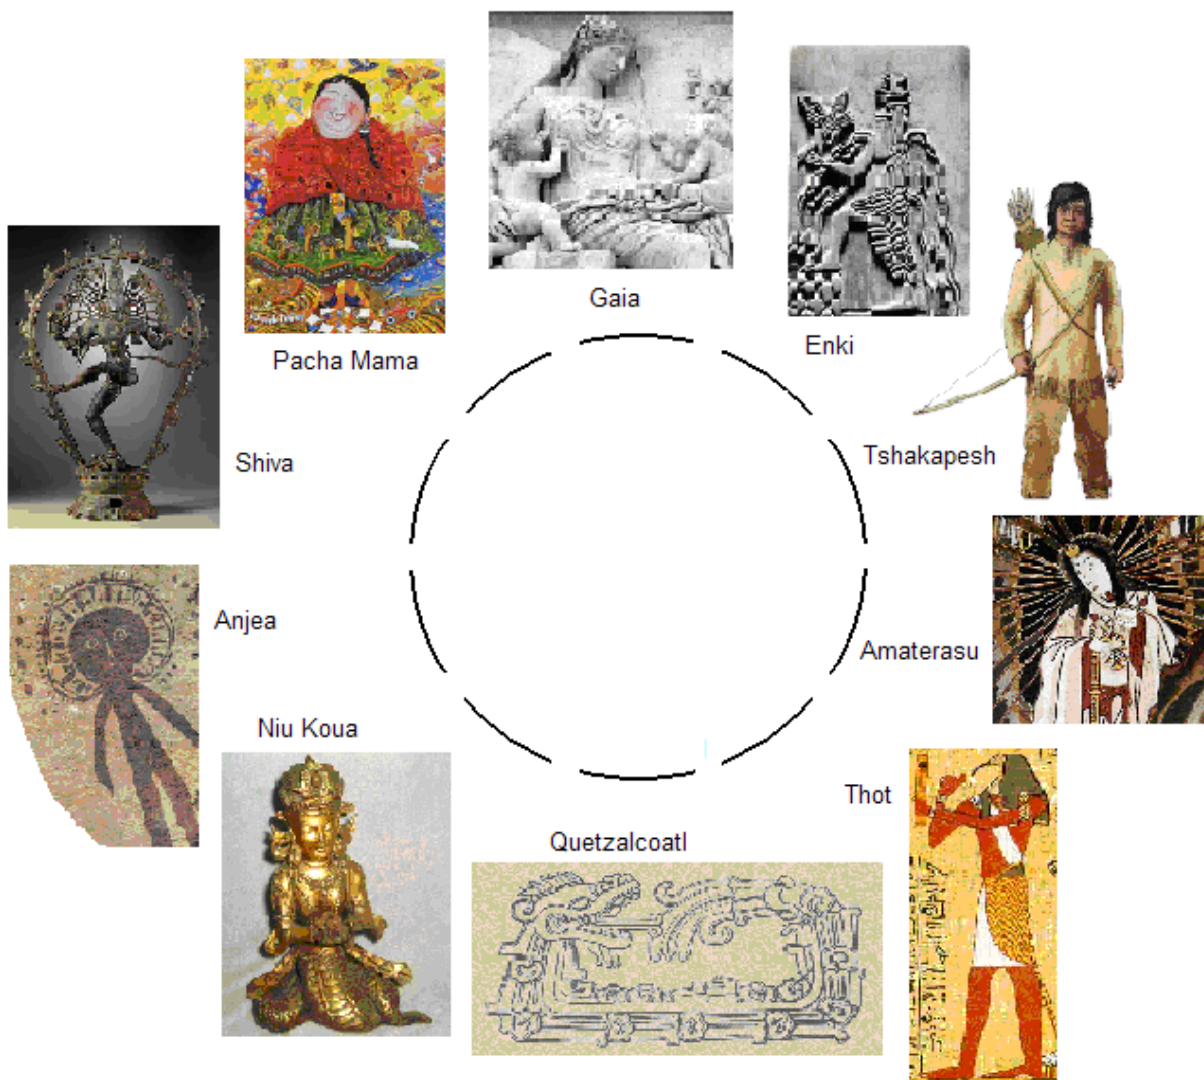 Gaia
Enki
Pacha Mama
Tshakapesh
Shiva
Anjea
Amaterasu
Niu Koua
Thot
Quetzalcoatl